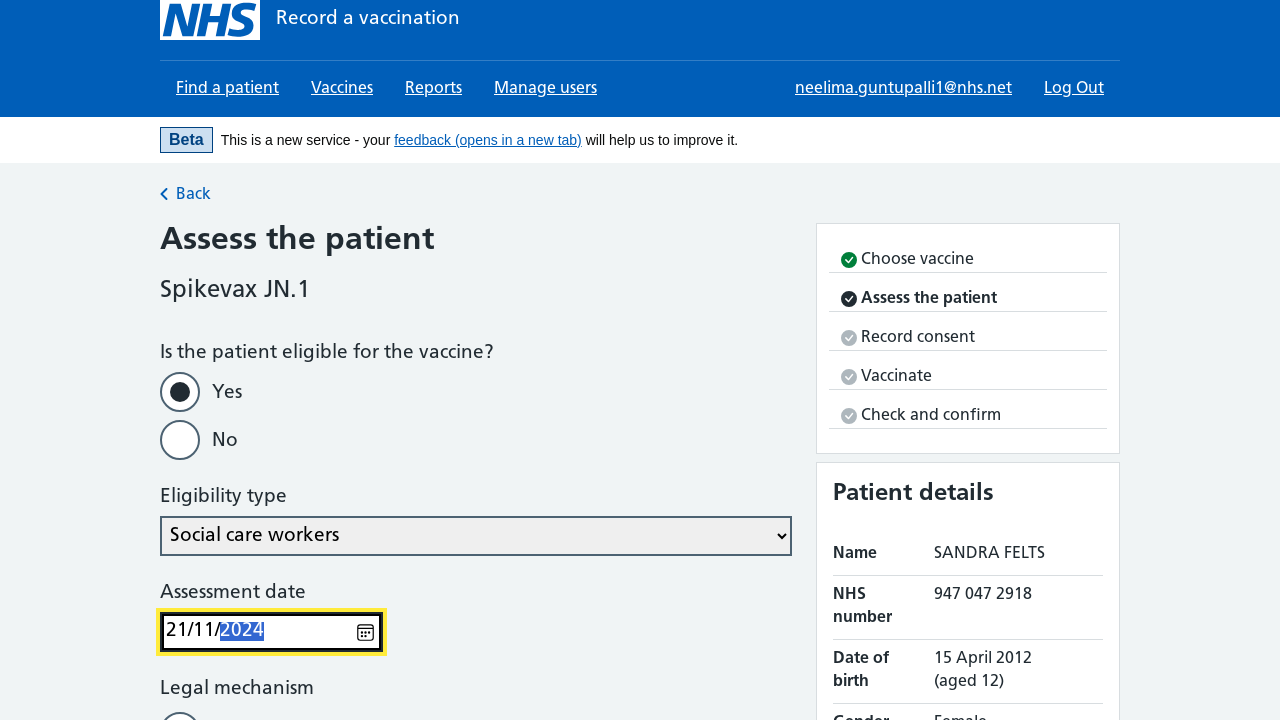 NHS Record a vaccination
Find a patient Vaccines Reports Manage users neelima.guntupalli1@nhs.net Log Out
Beta This is a new service - your feedback (opens in a new tab) will help us to improve it.
Back
Assess the patient
Spikevax JN.1
Is the patient eligible for the vaccine?
Yes
No
Eligibility type
Social care workers
Assessment date
21/11/2024
Legal mechanism
Choose vaccine
Assess the patient
Record consent
Vaccinate
Check and confirm
Patient details
Name SANDRA FELTS
NHS number 947 047 2918
Date of birth 15 April 2012 (aged 12)
Gender Female